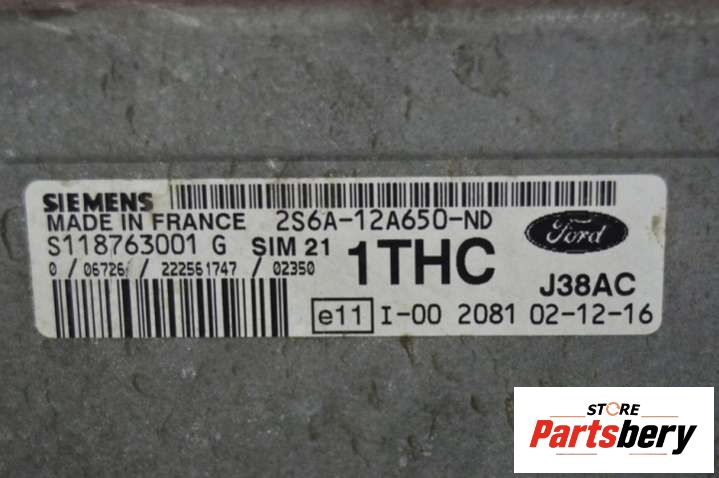 SIEMENS
MADE IN FRANCE 2S6A-12A650-ND
S118763001 G SIM 21 1THC
Ford
0 / 06726 / 222561747 / 02350
J38AC
e11 I-00 2081 02-12-16
STORE
Partsbery